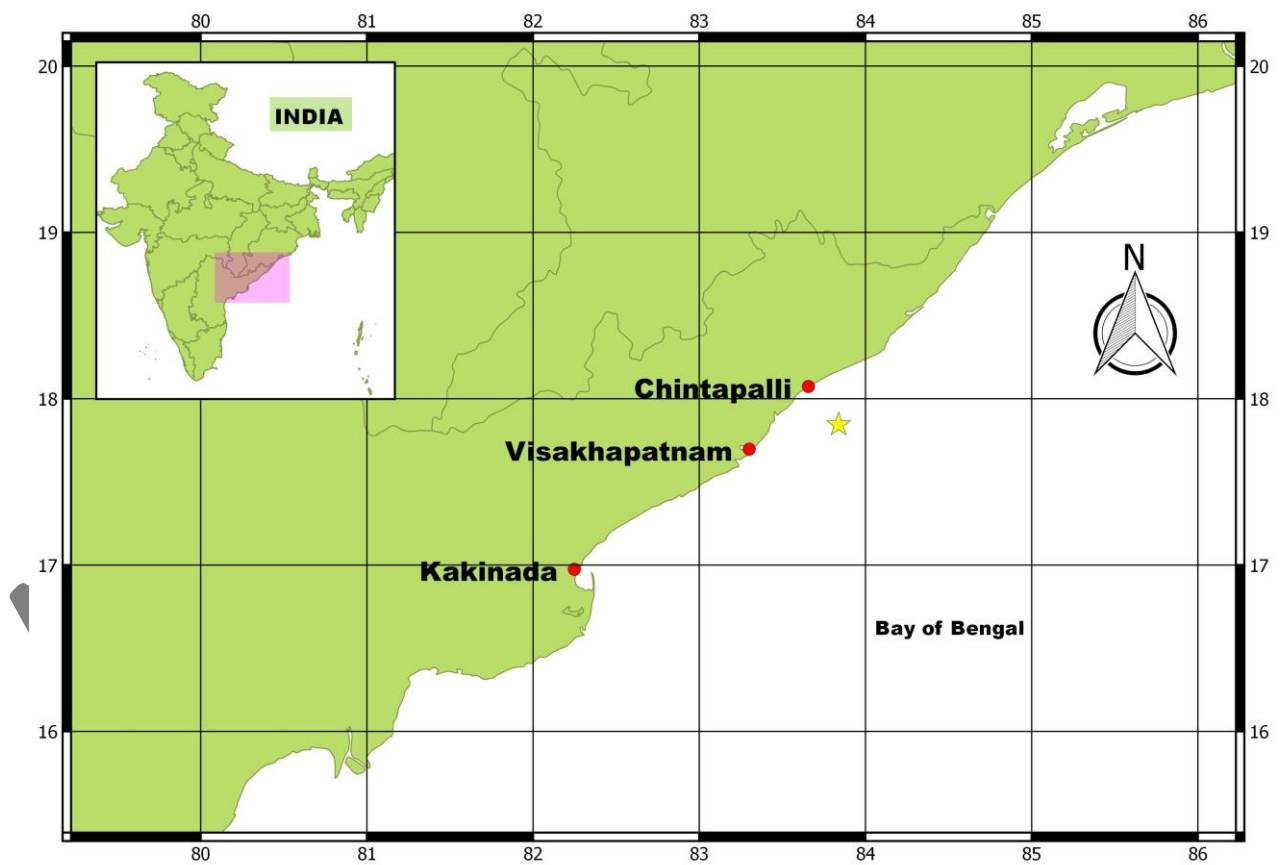 80 81 82 83 84 85 86
20 20
INDIA
19 19
N
Chintapalli
18 18
Visakhapatnam
17 17
Kakinada
Bay of Bengal
16 16
80 81 82 83 84 85 86